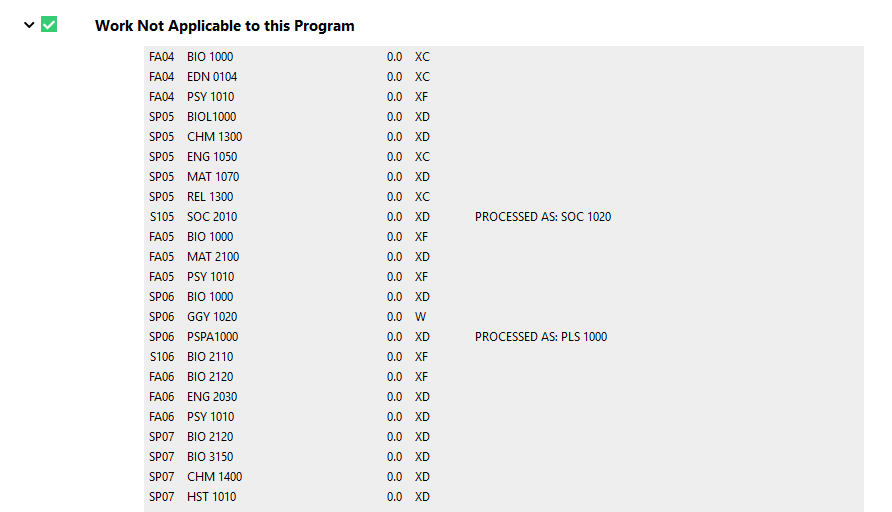 Work Not Applicable to this Program
FA04 BIO 1000 0.0 XC
FA04 EDN 0104 0.0 XC
FA04 PSY 1010 0.0 XF
SP05 BIOL1000 0.0 XD
SP05 CHM 1300 0.0 XD
SP05 ENG 1050 0.0 XC
SP05 MAT 1070 0.0 XD
SP05 REL 1300 0.0 XC
S105 SOC 2010 0.0 XD PROCESSED AS: SOC 1020
FA05 BIO 1000 0.0 XF
FA05 MAT 2100 0.0 XD
FA05 PSY 1010 0.0 XF
SP06 BIO 1000 0.0 XD
SP06 GGY 1020 0.0 W
SP06 PSPA1000 0.0 XD PROCESSED AS: PLS 1000
S106 BIO 2110 0.0 XF
FA06 BIO 2120 0.0 XF
FA06 ENG 2030 0.0 XD
FA06 PSY 1010 0.0 XD
SP07 BIO 2120 0.0 XD
SP07 BIO 3150 0.0 XD
SP07 CHM 1400 0.0 XD
SP07 HST 1010 0.0 XD